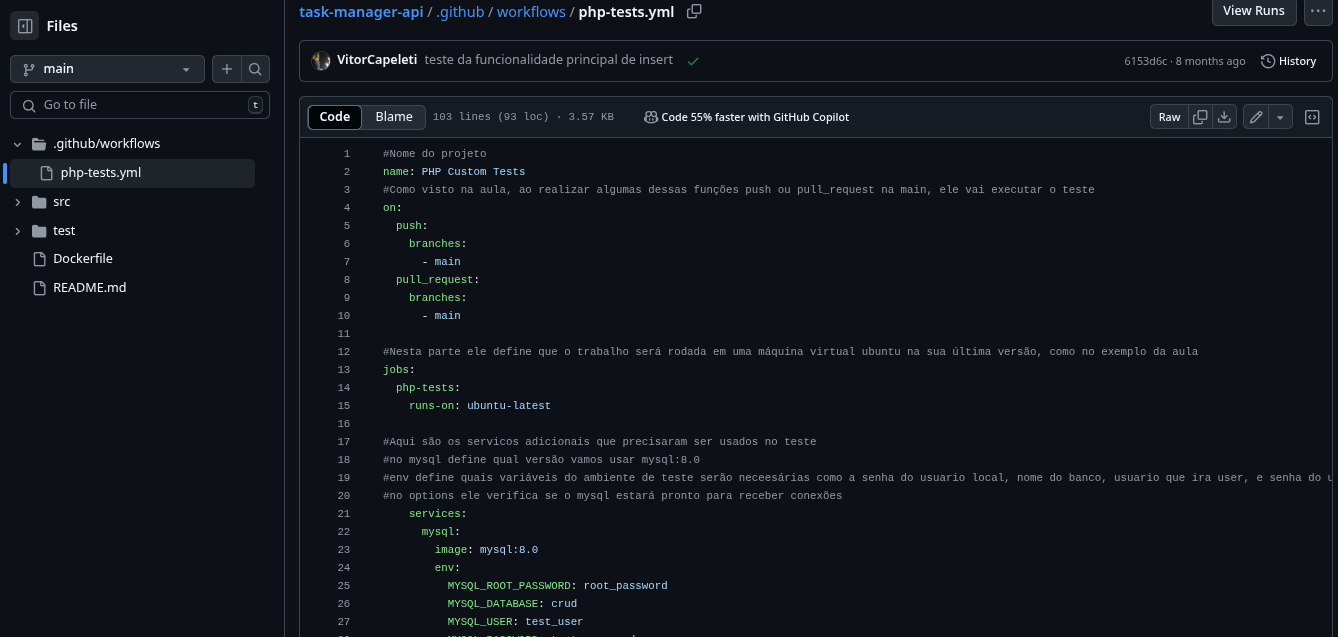 Files
main
Go to file
t
.github/workflows
php-tests.yml
src
test
Dockerfile
README.md
task-manager-api / .github / workflows / php-tests.yml
View Runs
VitorCapeleti teste da funcionalidade principal de insert
6153d6c · 8 months ago
History
Code
Blame
103 lines (93 loc) · 3.57 KB
Code 55% faster with GitHub Copilot
Raw
1 #Nome do projeto
2 name: PHP Custom Tests
3 #Como visto na aula, ao realizar algumas dessas funções push ou pull_request na main, ele vai executar o teste
4 on:
5 push:
6 branches:
7 - main
8 pull_request:
9 branches:
10 - main
11
12 #Nesta parte ele define que o trabalho será rodada em uma máquina virtual ubuntu na sua última versão, como no exemplo da aula
13 jobs:
14 php-tests:
15 runs-on: ubuntu-latest
16
17 #Aqui são os servicos adicionais que precisaram ser usados no teste
18 #no mysql define qual versão vamos usar mysql:8.0
19 #env define quais variáveis do ambiente de teste serão neceesárias como a senha do usuario local, nome do banco, usuario que ira user, e senha do
20 #no options ele verifica se o mysql estará pronto para receber conexões
21 services:
22 mysql:
23 image: mysql:8.0
24 env:
25 MYSQL_ROOT_PASSWORD: root_password
26 MYSQL_DATABASE: crud
27 MYSQL_USER: test_user